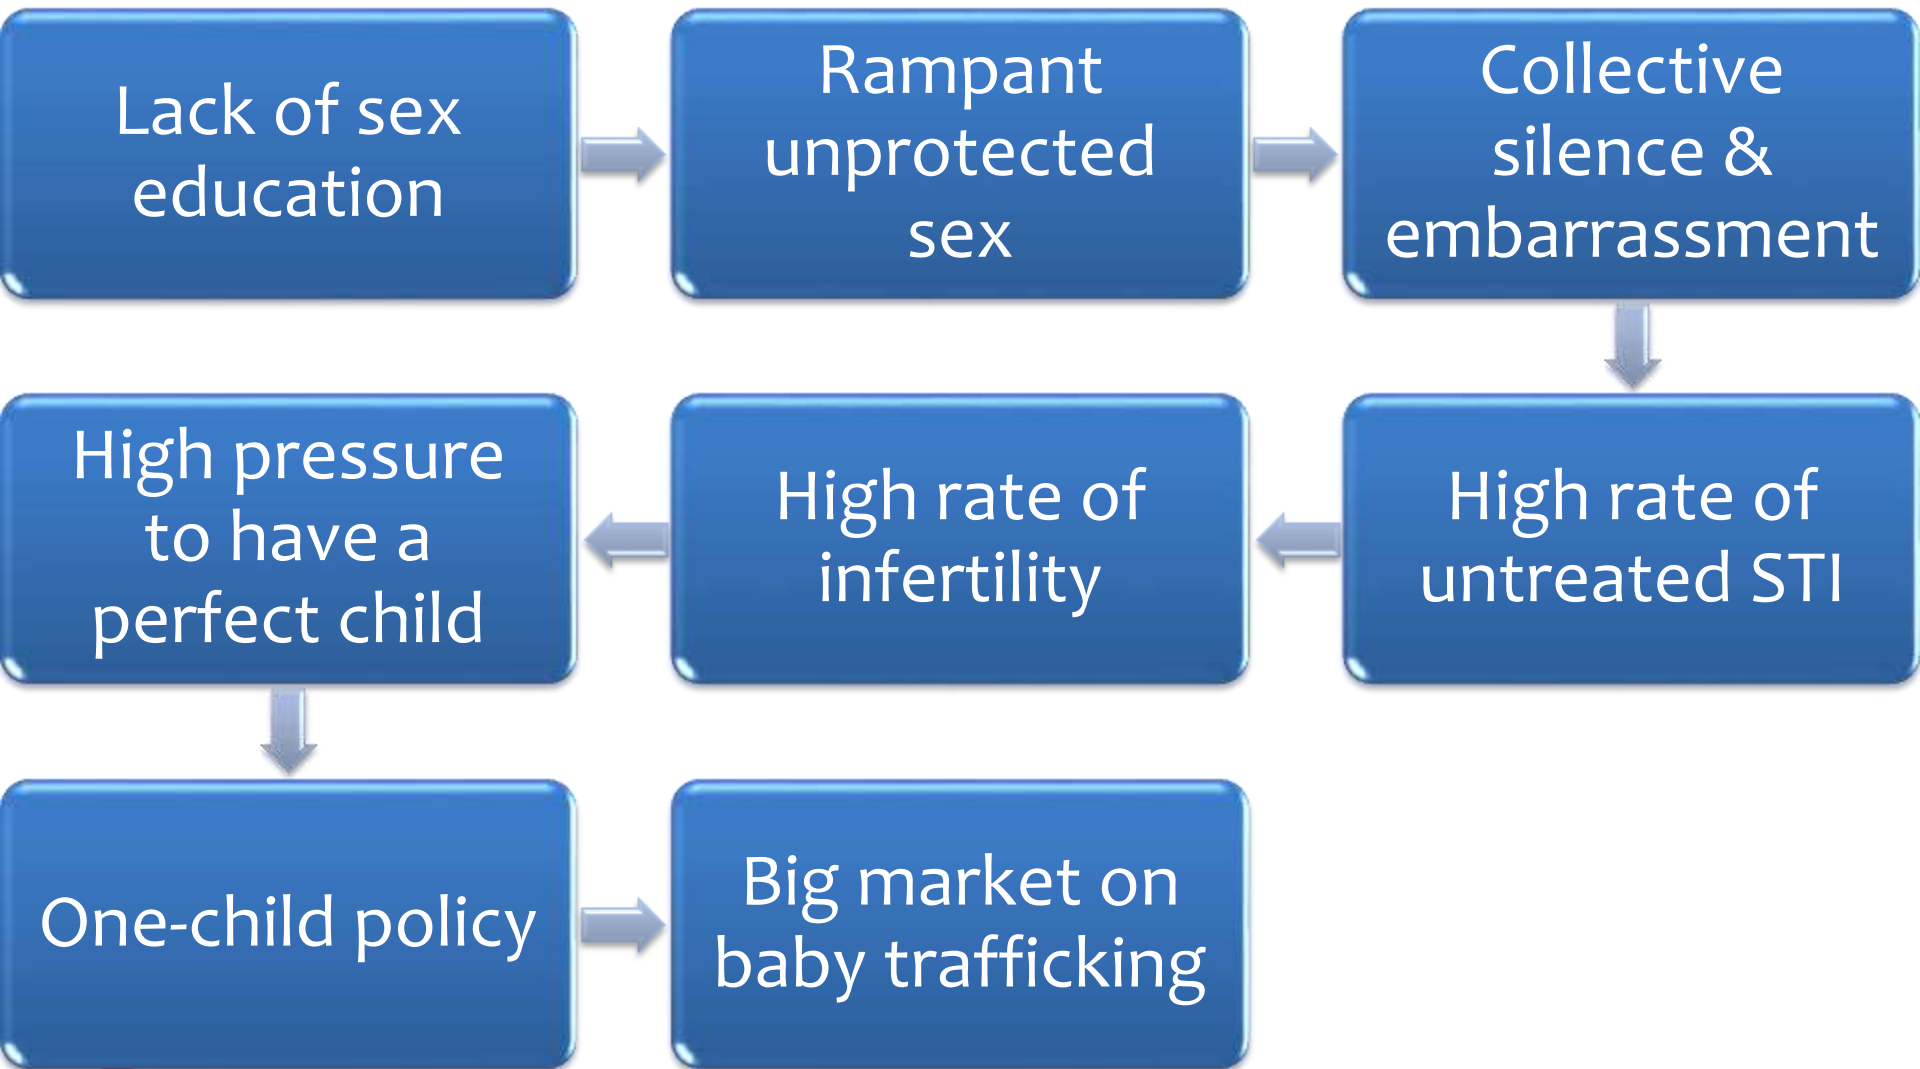 Lack of sex
education
Rampant
unprotected
sex
Collective
silence &
embarrassment
High rate of
untreated STI
High rate of
infertility
High pressure
to have a
perfect child
One-child policy
Big market on
baby trafficking